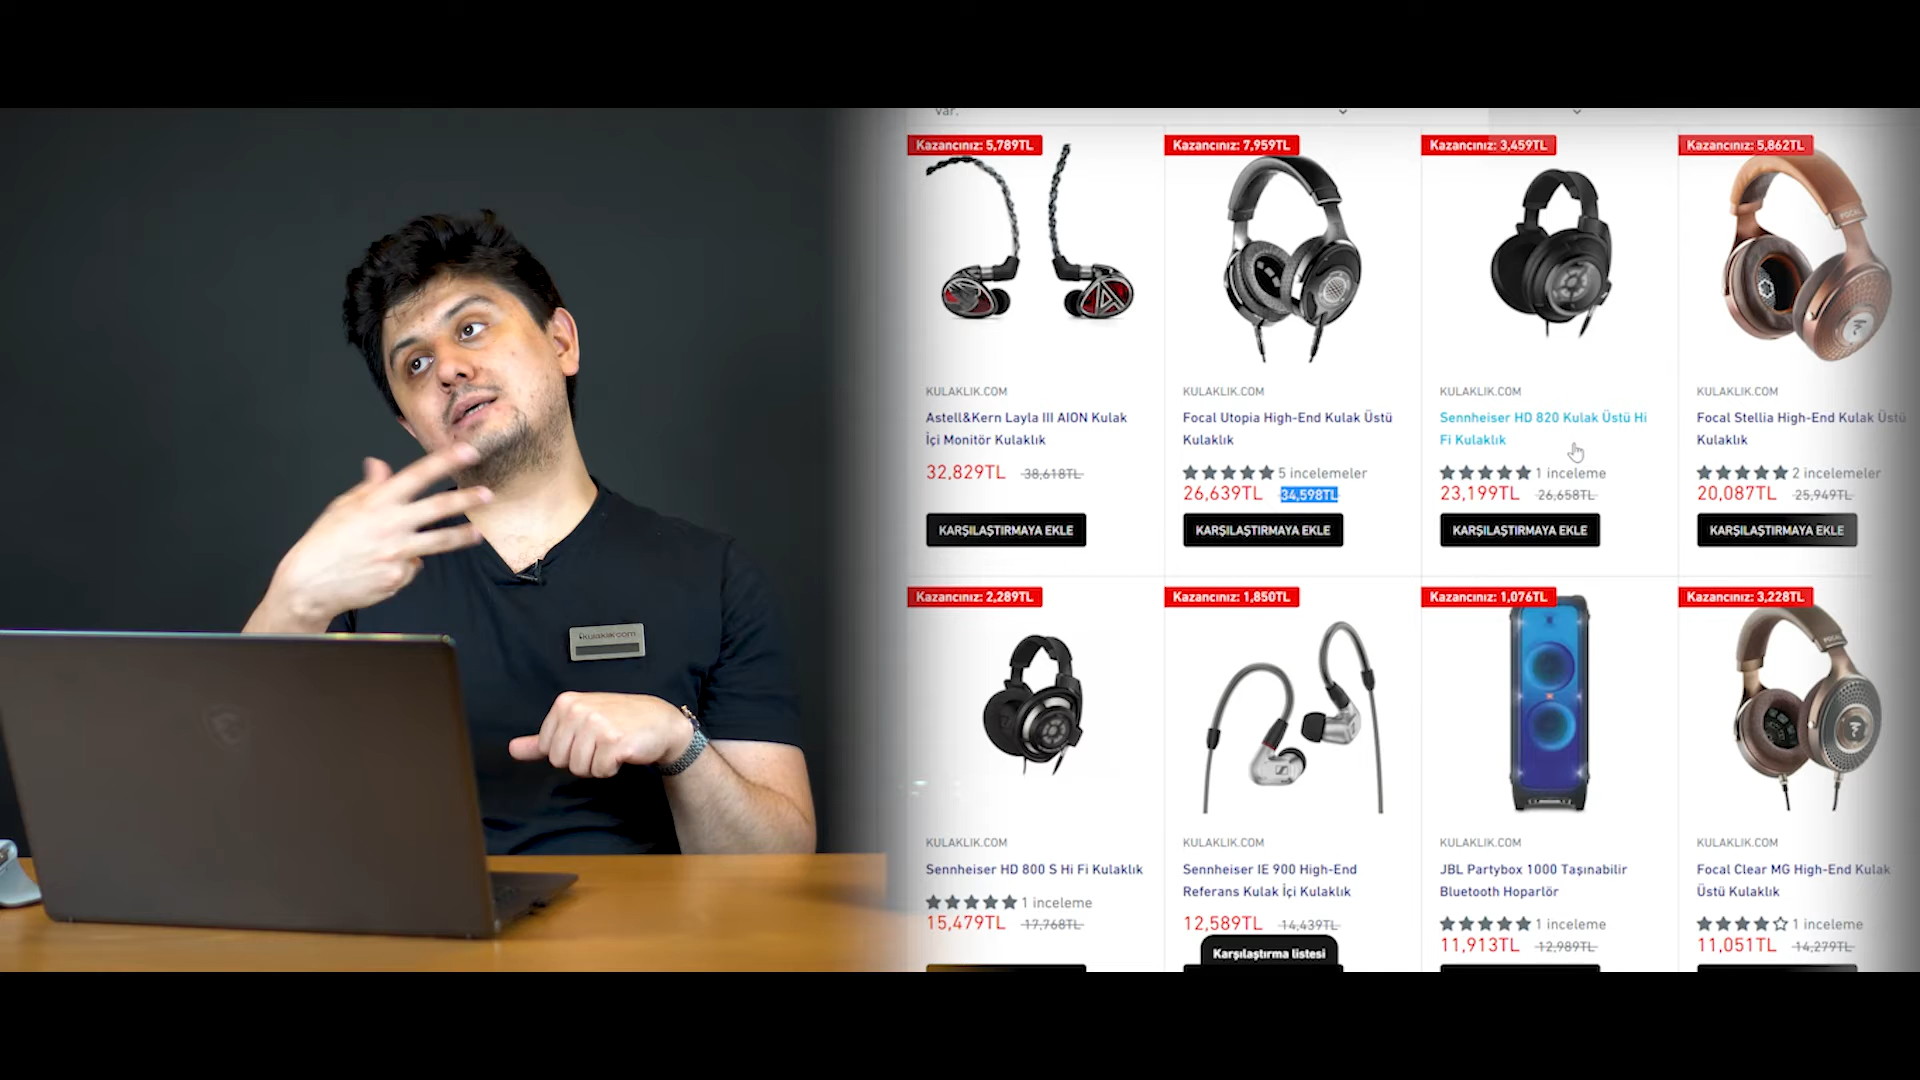 var.
Kazancınız: 5,789TL
Kazancınız: 7,959TL
Kazancınız: 3,459TL
Kazancınız: 5,862TL
FOCAL
KULAKLIK.COM
Astell&Kern Layla III AION Kulak
İçi Monitör Kulaklık
32,829TL 38,618TL
KARŞILAŞTIRMAYA EKLE
KULAKLIK.COM
Focal Utopia High-End Kulak Üstü
Kulaklık
5 incelemeler
26,639TL 34,598TL
KARŞILAŞTIRMAYA EKLE
KULAKLIK.COM
Sennheiser HD 820 Kulak Üstü Hi
Fi Kulaklık
1 inceleme
23,199TL 26,658TL
KARŞILAŞTIRMAYA EKLE
KULAKLIK.COM
Focal Stellia High-End Kulak Üstü
Kulaklık
2 incelemeler
20,087TL 25,949TL
KARŞILAŞTIRMAYA EKLE
kulaklik.com
Kazancınız: 2,289TL
Kazancınız: 1,850TL
Kazancınız: 1,076TL
Kazancınız: 3,228TL
FOCAL
KULAKLIK.COM
Sennheiser HD 800 S Hi Fi Kulaklık
1 inceleme
15,479TL 17,768TL
KULAKLIK.COM
Sennheiser IE 900 High-End
Referans Kulak İçi Kulaklık
12,589TL 14,439TL
Karşılaştırma listesi
KULAKLIK.COM
JBL Partybox 1000 Taşınabilir
Bluetooth Hoparlör
1 inceleme
11,913TL 12,989TL
KULAKLIK.COM
Focal Clear MG High-End Kulak
Üstü Kulaklık
1 inceleme
11,051TL 14,279TL